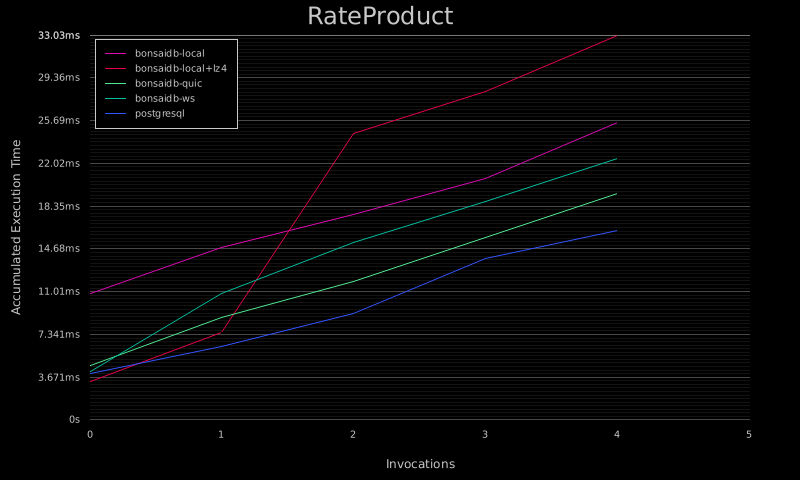 RateProduct
33.03ms
29.36ms
25.69ms
22.02ms
18.35ms
14.68ms
11.01ms
7.341ms
3.671ms
0s
bonsaidb-local
bonsaidb-local+lz4
bonsaidb-quic
bonsaidb-ws
postgresql
Accumulated Execution Time
0 1 2 3 4 5
Invocations